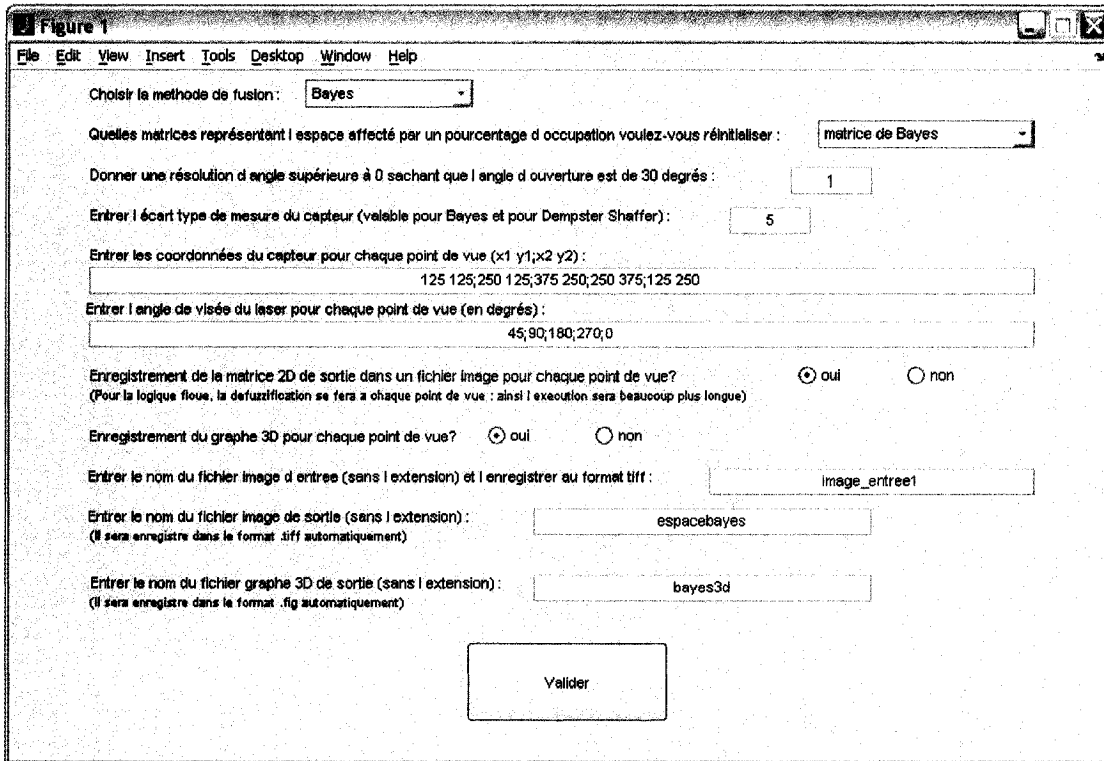 Figure 1
File Edit View Insert Tools Desktop Window Help
Choisir la methode de fusion : Bayes
Quelles matrices représentant l espace affecté par un pourcentage d occupation voulez-vous réinitialiser : matrice de Bayes
Donner une résolution d angle supérieure à 0 sachant que l angle d ouverture est de 30 degrés : 1
Entrer l écart type de mesure du capteur (valable pour Bayes et pour Dempster Shaffer) : 5
Entrer les coordonnées du capteur pour chaque point de vue (x1 y1;x2 y2) :
125 125;250 125;375 250;250 375;125 250
Entrer l angle de visée du laser pour chaque point de vue (en degrés) :
45;90;180;270;0
Enregistrement de la matrice 2D de sortie dans un fichier image pour chaque point de vue? oui non
(Pour la logique floue, la defuzzification se fera a chaque point de vue : ainsi l execution sera beaucoup plus longue)
Enregistrement du graphe 3D pour chaque point de vue? oui non
Entrer le nom du fichier image d entree (sans l extension) et l enregistrer au format tiff : image_entree1
Entrer le nom du fichier image de sortie (sans l extension) : espacebayes
(Il sera enregistre dans le format .tiff automatiquement)
Entrer le nom du fichier graphe 3D de sortie (sans l extension) : bayes3d
(Il sera enregistre dans le format .fig automatiquement)
Valider